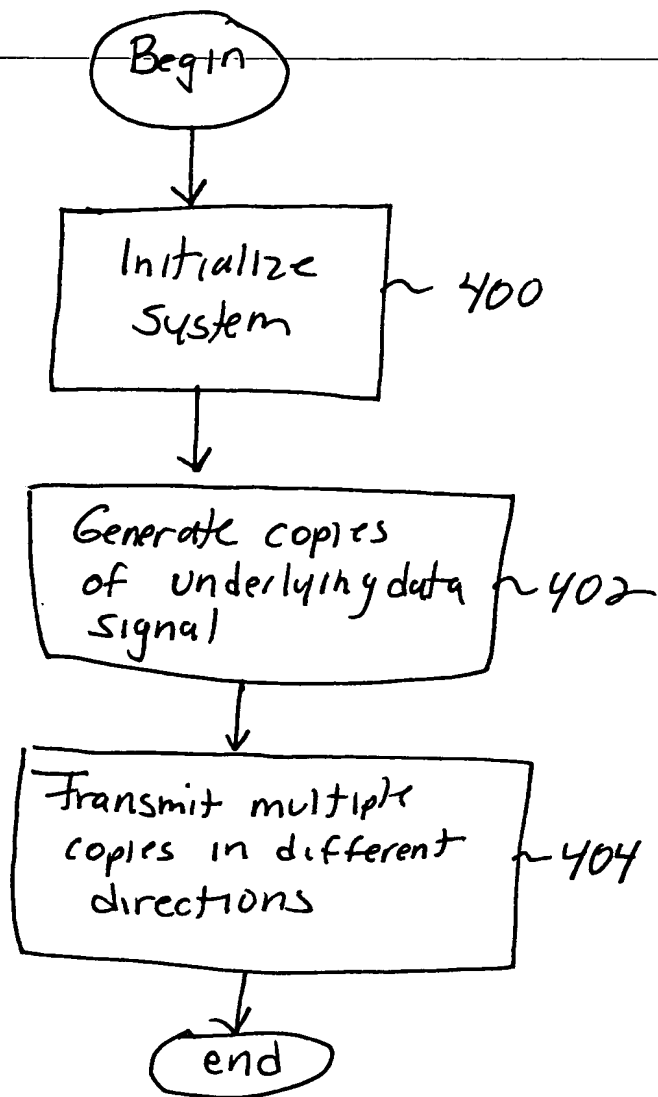 Begin
Initialize
system
400
Generate copies
of underlying data
signal
402
Transmit multiple
copies in different
directions
404
end